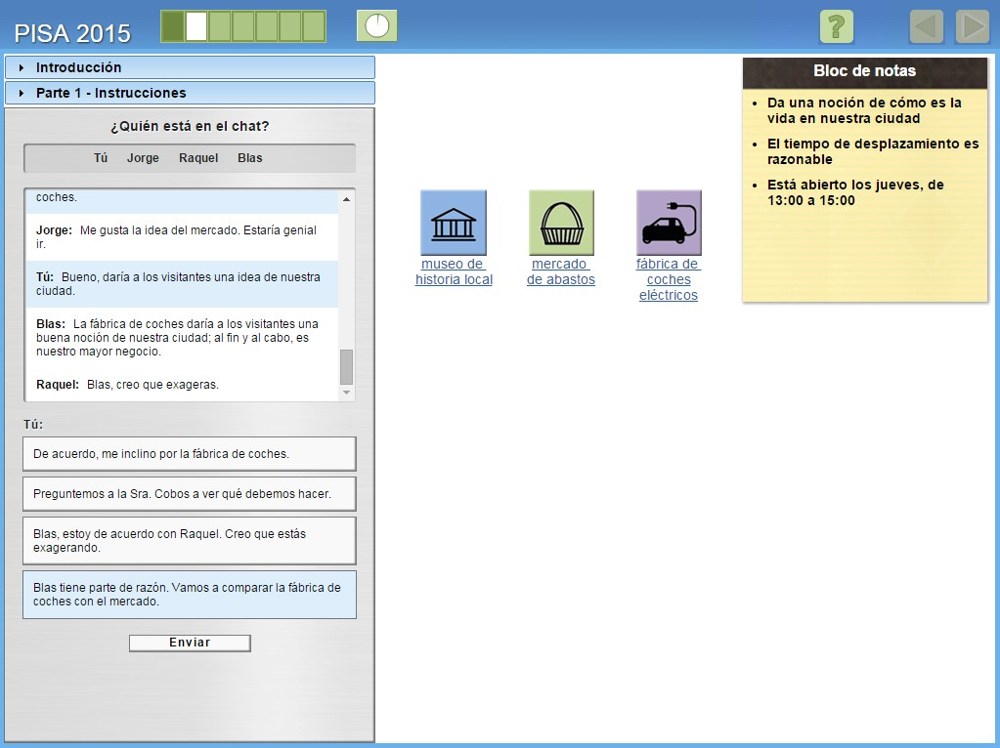 PISA 2015
?
Introducción
Parte 1 - Instrucciones
¿Quién está en el chat?
Tú Jorge Raquel Blas
coches.
Jorge: Me gusta la idea del mercado. Estaría genial
ir.
Tú: Bueno, daría a los visitantes una idea de nuestra
ciudad.
Blas: La fábrica de coches daría a los visitantes una
buena noción de nuestra ciudad; al fin y al cabo, es
nuestro mayor negocio.
Raquel: Blas, creo que exageras.
Tú:
De acuerdo, me inclino por la fábrica de coches.
Preguntemos a la Sra. Cobos a ver qué debemos hacer.
Blas, estoy de acuerdo con Raquel. Creo que estás
exagerando.
Blas tiene parte de razón. Vamos a comparar la fábrica de
coches con el mercado.
Enviar
museo de
historia local
mercado
de abastos
fábrica de
coches
eléctricos
Bloc de notas
• Da una noción de cómo es la
vida en nuestra ciudad
• El tiempo de desplazamiento es
razonable
• Está abierto los jueves, de
13:00 a 15:00